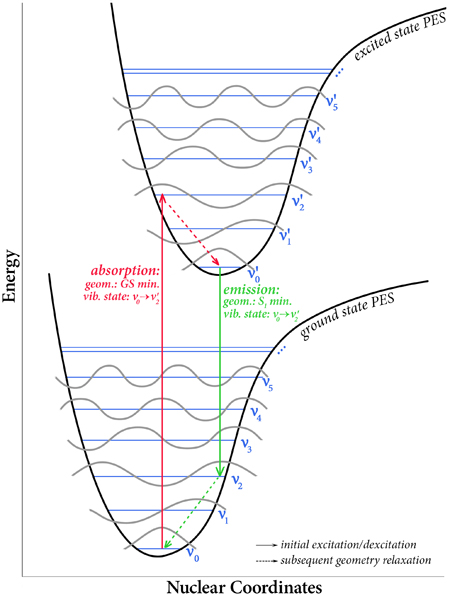 excited state PES
ν'₅
ν'₄
ν'₃
ν'₂
ν'₁
ν'₀
Energy
absorption:
geom.: GS min.
vib. state: ν₀→ν'₂
emission:
geom.: S₁ min.
vib. state: ν₀→ν'₂
ground state PES
ν₅
ν₄
ν₃
ν₂
ν₁
ν₀
initial excitation/dexcitation
subsequent geometry relaxation
Nuclear Coordinates